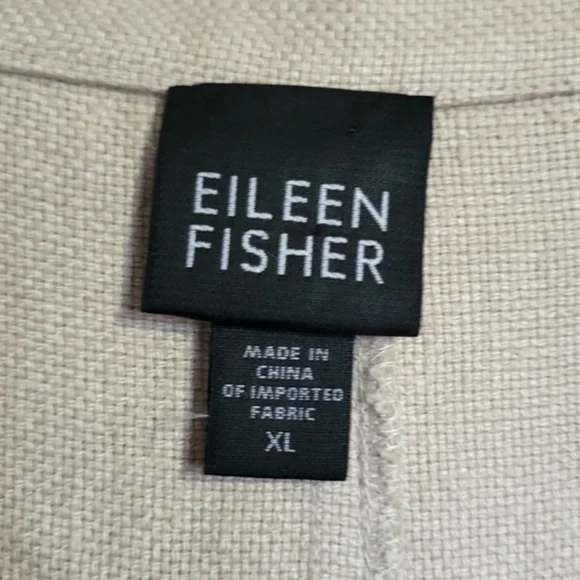 EILEEN
FISHER
MADE IN
CHINA
OF IMPORTED
FABRIC
XL